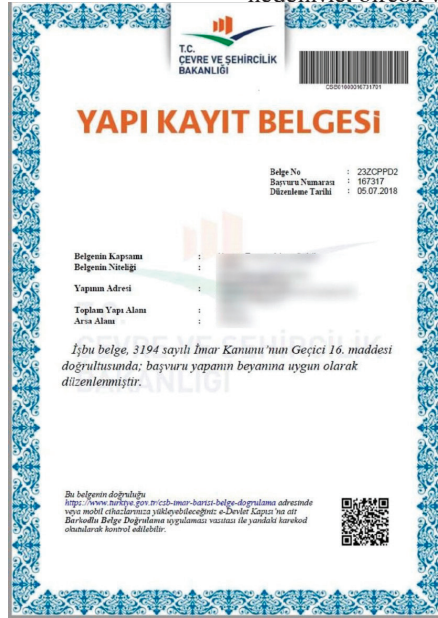 T.C.
ÇEVRE VE ŞEHİRCİLİK
BAKANLIĞI
YAPI KAYIT BELGESi
Belge No : 23ZCPPD2
Başvuru Numarası : 167317
Düzenleme Tarihi : 05.07.2018
Belgenin Kapsamı :
Belgenin Niteliği :
Yapının Adresi :
Toplam Yapı Alanı :
Arsa Alanı :
İşbu belge, 3194 sayılı İmar Kanunu'nun Geçici 16. maddesi
doğrultusunda; başvuru yapanın beyanına uygun olarak
düzenlenmiştir.
Bu belgenin doğruluğu
https://www.turkiye.gov.tr/csb-imar-barisi-belge-dogrulama adresinde
veya mobil cihazlarınıza yükleyebileceğiniz e-Devlet Kapısı'na ait
Barkodlu Belge Doğrulama uygulaması vasıtası ile yandaki karekod
okutularak kontrol edilebilir.